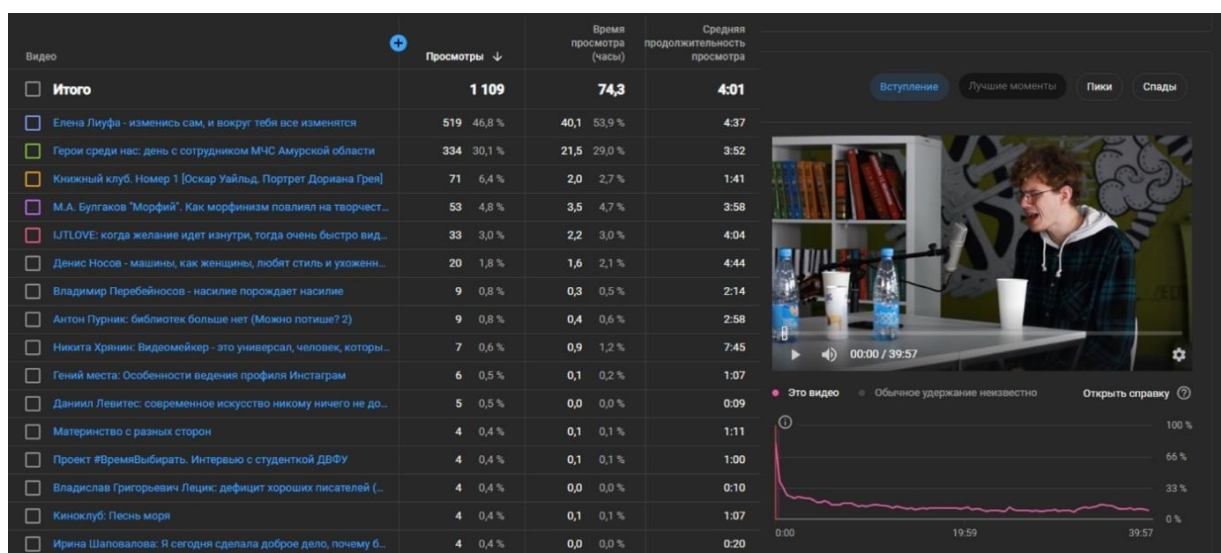 Видео
Просмотры ↓
Время просмотра (часы)
Средняя продолжительность просмотра
Итого 1 109 74,3 4:01
Елена Лиуфа - изменись сам, и вокруг тебя все изменятся 519 46,8 % 40,1 53,9 % 4:37
Герои среди нас: день с сотрудником МЧС Амурской области 334 30,1 % 21,5 29,0 % 3:52
Книжный клуб. Номер 1 [Оскар Уайльд. Портрет Дориана Грея] 71 6,4 % 2,0 2,7 % 1:41
М.А. Булгаков "Морфий". Как морфинизм повлиял на творчест... 53 4,8 % 3,5 4,7 % 3:58
IJTLOVE: когда желание идет изнутри, тогда очень быстро вид... 33 3,0 % 2,2 3,0 % 4:04
Денис Носов - машины, как женщины, любят стиль и ухоженн... 20 1,8 % 1,6 2,1 % 4:44
Владимир Перебейносов - насилие порождает насилие 9 0,8 % 0,3 0,5 % 2:14
Антон Пурник: библиотек больше нет (Можно потише? 2) 9 0,8 % 0,4 0,6 % 2:58
Никита Хрянин: Видеомейкер - это универсал, человек, которы... 7 0,6 % 0,9 1,2 % 7:45
Гений места: Особенности ведения профиля Инстаграм 6 0,5 % 0,1 0,2 % 1:07
Даниил Левитес: современное искусство никому ничего не до... 5 0,5 % 0,0 0,0 % 0:09
Материнство с разных сторон 4 0,4 % 0,1 0,1 % 1:11
Проект #ВремяВыбирать. Интервью с студенткой ДВФУ 4 0,4 % 0,1 0,1 % 1:00
Владислав Григорьевич Лецик: дефицит хороших писателей (... 4 0,4 % 0,0 0,0 % 0:10
Киноклуб: Песнь моря 4 0,4 % 0,1 0,1 % 1:07
Ирина Шаповалова: Я сегодня сделала доброе дело, почему б... 4 0,4 % 0,0 0,0 % 0:20
Вступление Лучшие моменты Пики Спады
00:00 / 39:57
Это видео Обычное удержание неизвестно Открыть справку
100 %
66 %
33 %
0 %
0:00 19:59 39:57